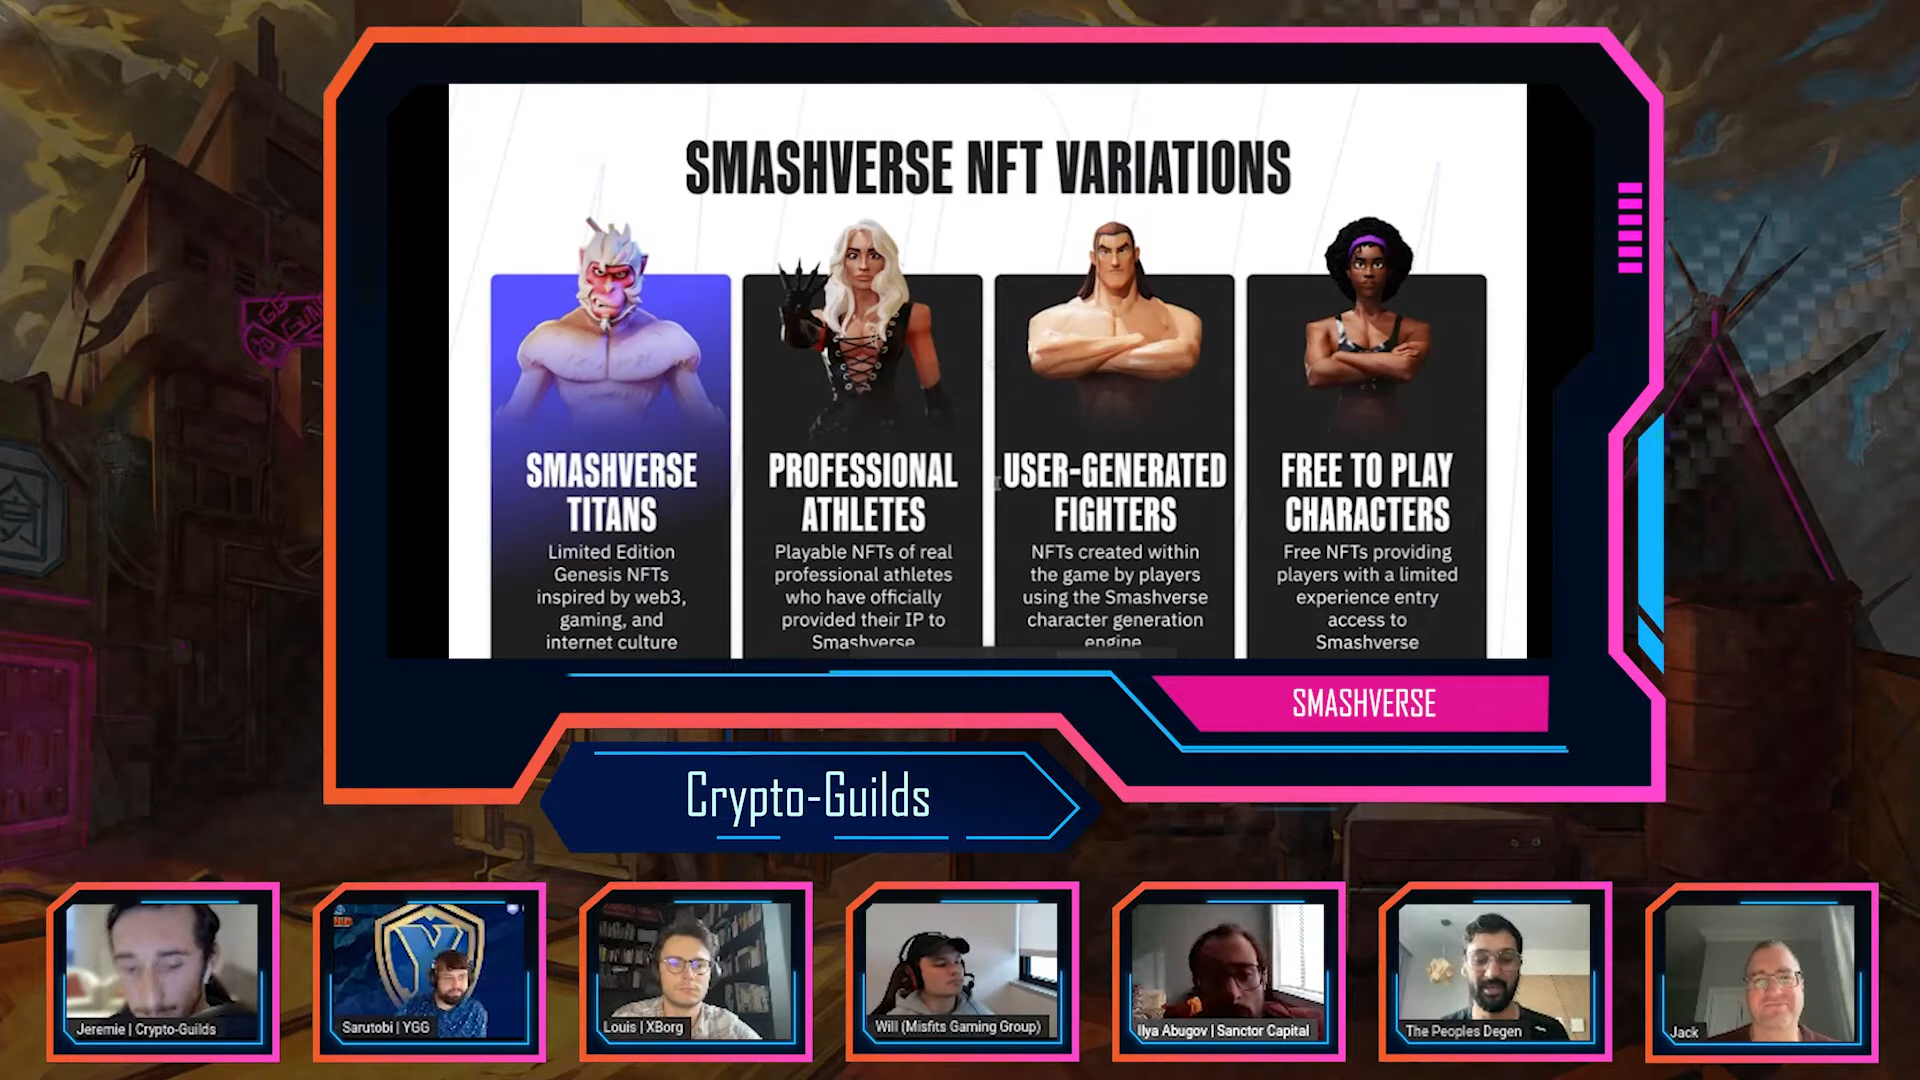 SMASHVERSE NFT VARIATIONS
SMASHVERSE
TITANS
Limited Edition
Genesis NFTs
inspired by web3,
gaming, and
internet culture
PROFESSIONAL
ATHLETES
Playable NFTs of real
professional athletes
who have officially
provided their IP to
Smashverse
USER-GENERATED
FIGHTERS
NFTs created within
the game by players
using the Smashverse
character generation
engine
FREE TO PLAY
CHARACTERS
Free NFTs providing
players with a limited
experience entry
access to
Smashverse
SMASHVERSE
Crypto-Guilds
Jeremie | Crypto-Guilds
Sarutobi | YGG
Louis | XBorg
Will (Misfits Gaming Group)
Ilya Abugov | Sanctor Capital
The Peoples Degen
Jack